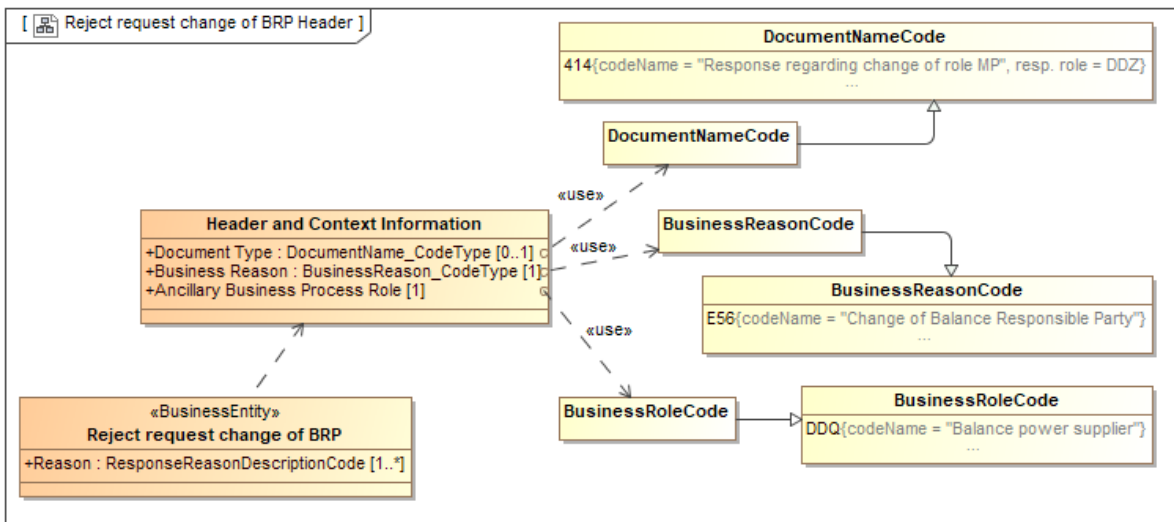 [ Reject request change of BRP Header ]
DocumentNameCode
414{codeName = "Response regarding change of role MP", resp. role = DDZ}
...
DocumentNameCode
«use»
Header and Context Information
+Document Type : DocumentName_CodeType [0..1]
+Business Reason : BusinessReason_CodeType [1]
+Ancillary Business Process Role [1]
«use»
BusinessReasonCode
BusinessReasonCode
E56{codeName = "Change of Balance Responsible Party"}
...
«use»
«BusinessEntity»
Reject request change of BRP
+Reason : ResponseReasonDescriptionCode [1..*]
BusinessRoleCode
BusinessRoleCode
DDQ{codeName = "Balance power supplier"}
...